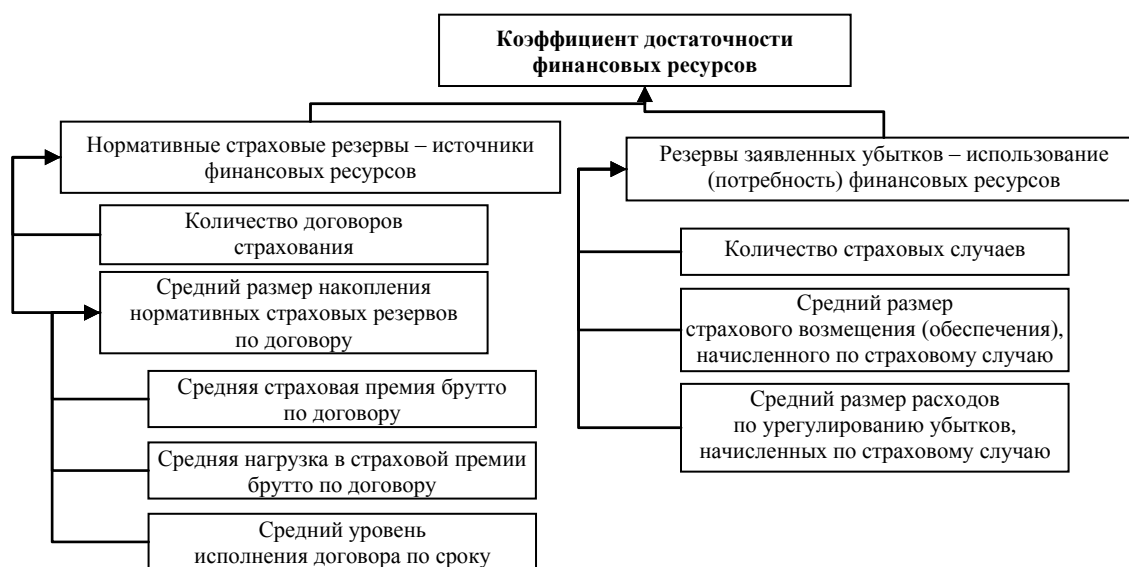 Коэффициент достаточности
финансовых ресурсов
Нормативные страховые резервы – источники
финансовых ресурсов
Количество договоров
страхования
Средний размер накопления
нормативных страховых резервов
по договору
Средняя страховая премия брутто
по договору
Средняя нагрузка в страховой премии
брутто по договору
Средний уровень
исполнения договора по сроку
Резервы заявленных убытков – использование
(потребность) финансовых ресурсов
Количество страховых случаев
Средний размер
страхового возмещения (обеспечения),
начисленного по страховому случаю
Средний размер расходов
по урегулированию убытков,
начисленных по страховому случаю